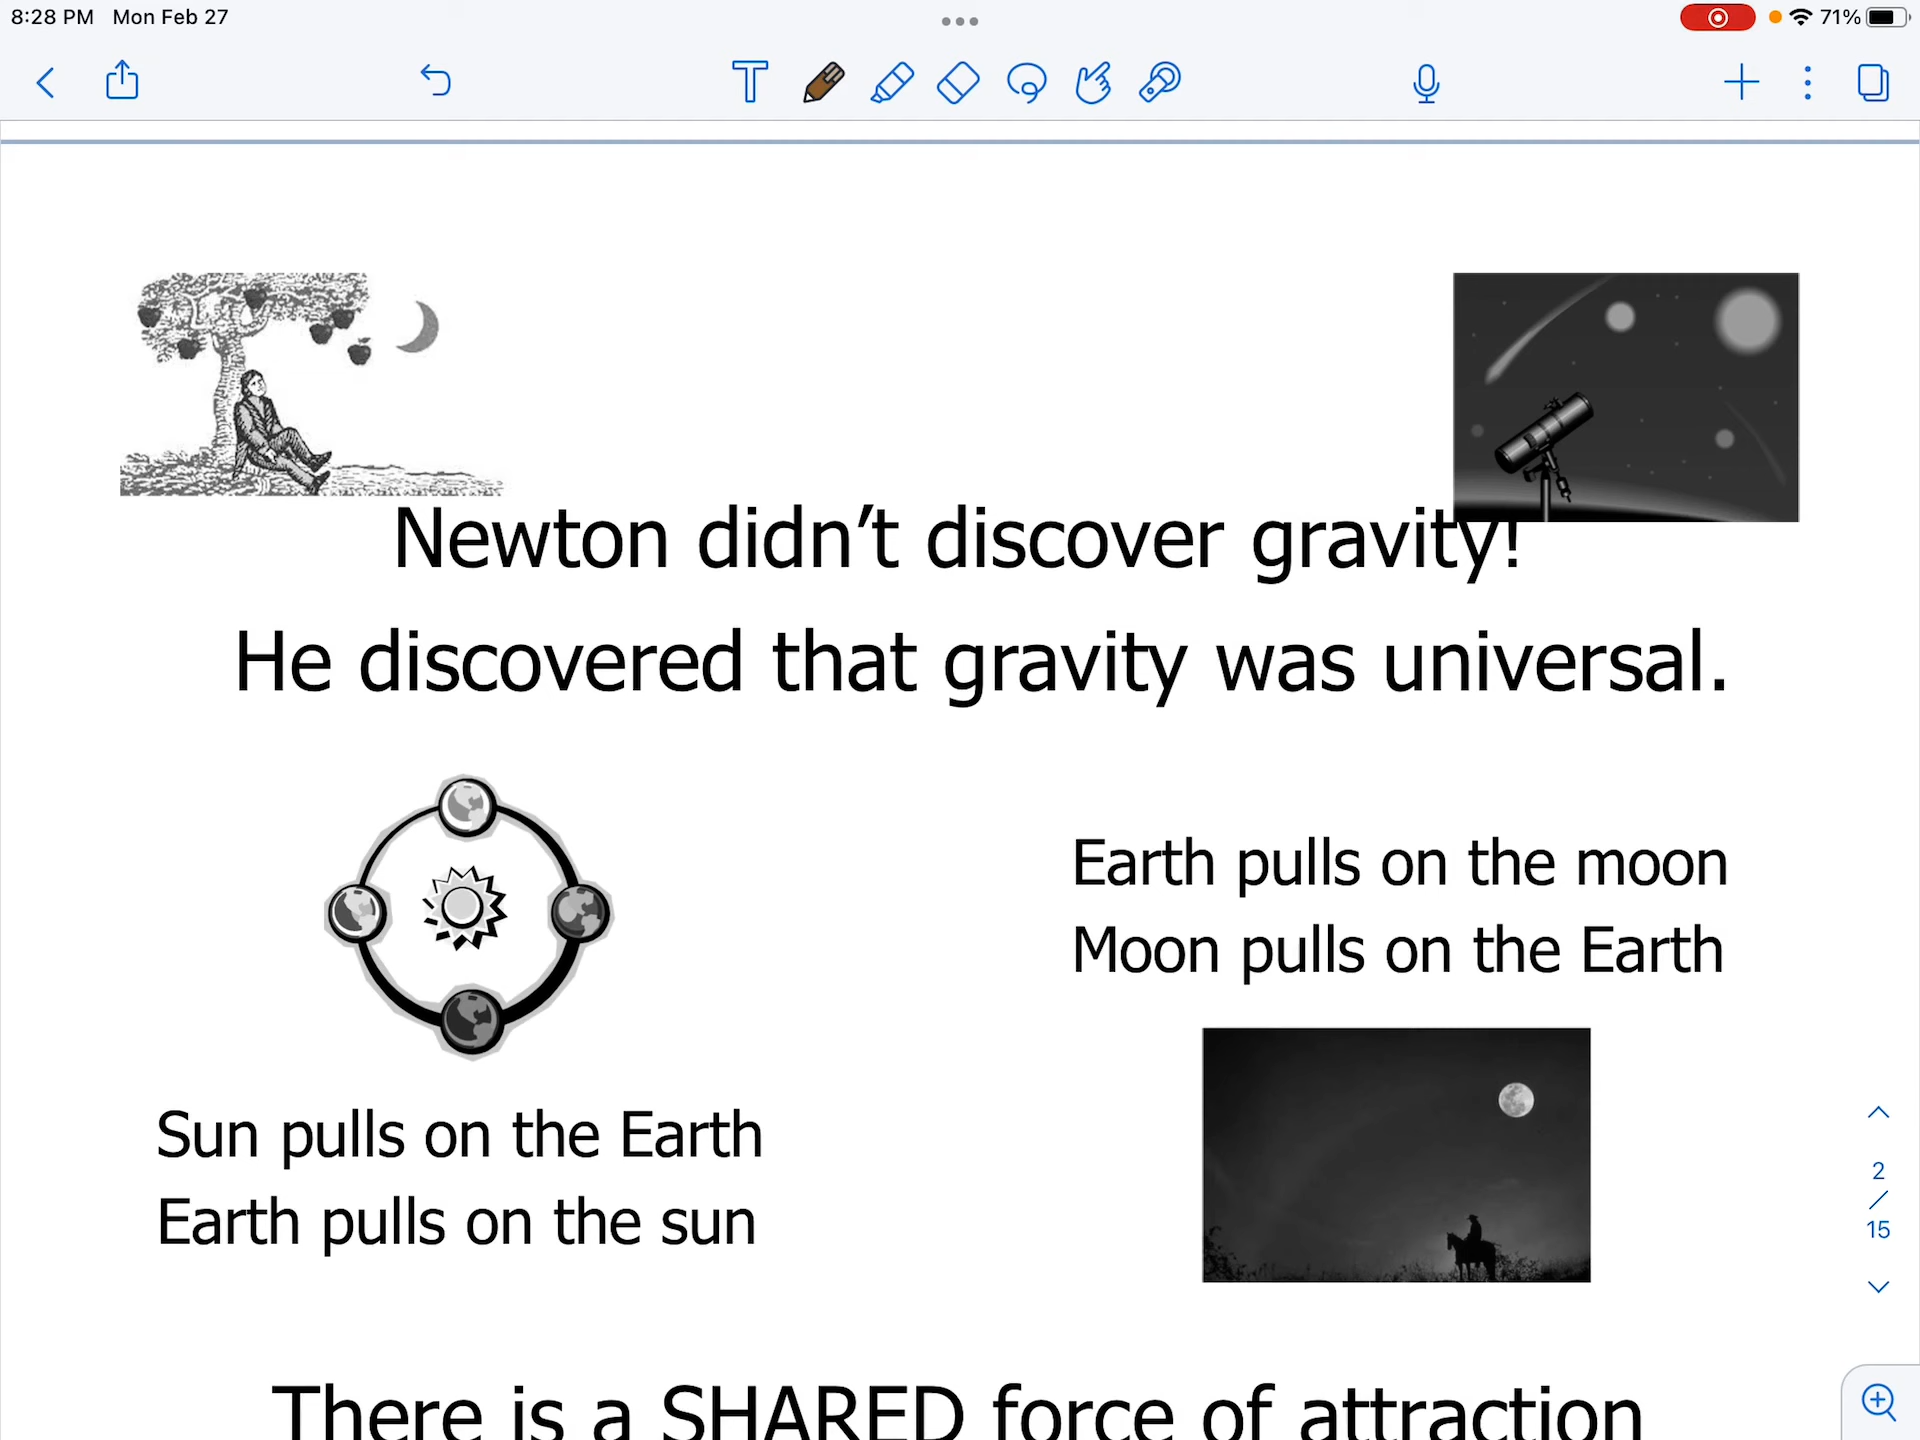 8:28 PM Mon Feb 27
71%
Newton didn’t discover gravity!
He discovered that gravity was universal.
Earth pulls on the moon
Moon pulls on the Earth
Sun pulls on the Earth
Earth pulls on the sun
2
/
15
There is a SHARED force of attraction